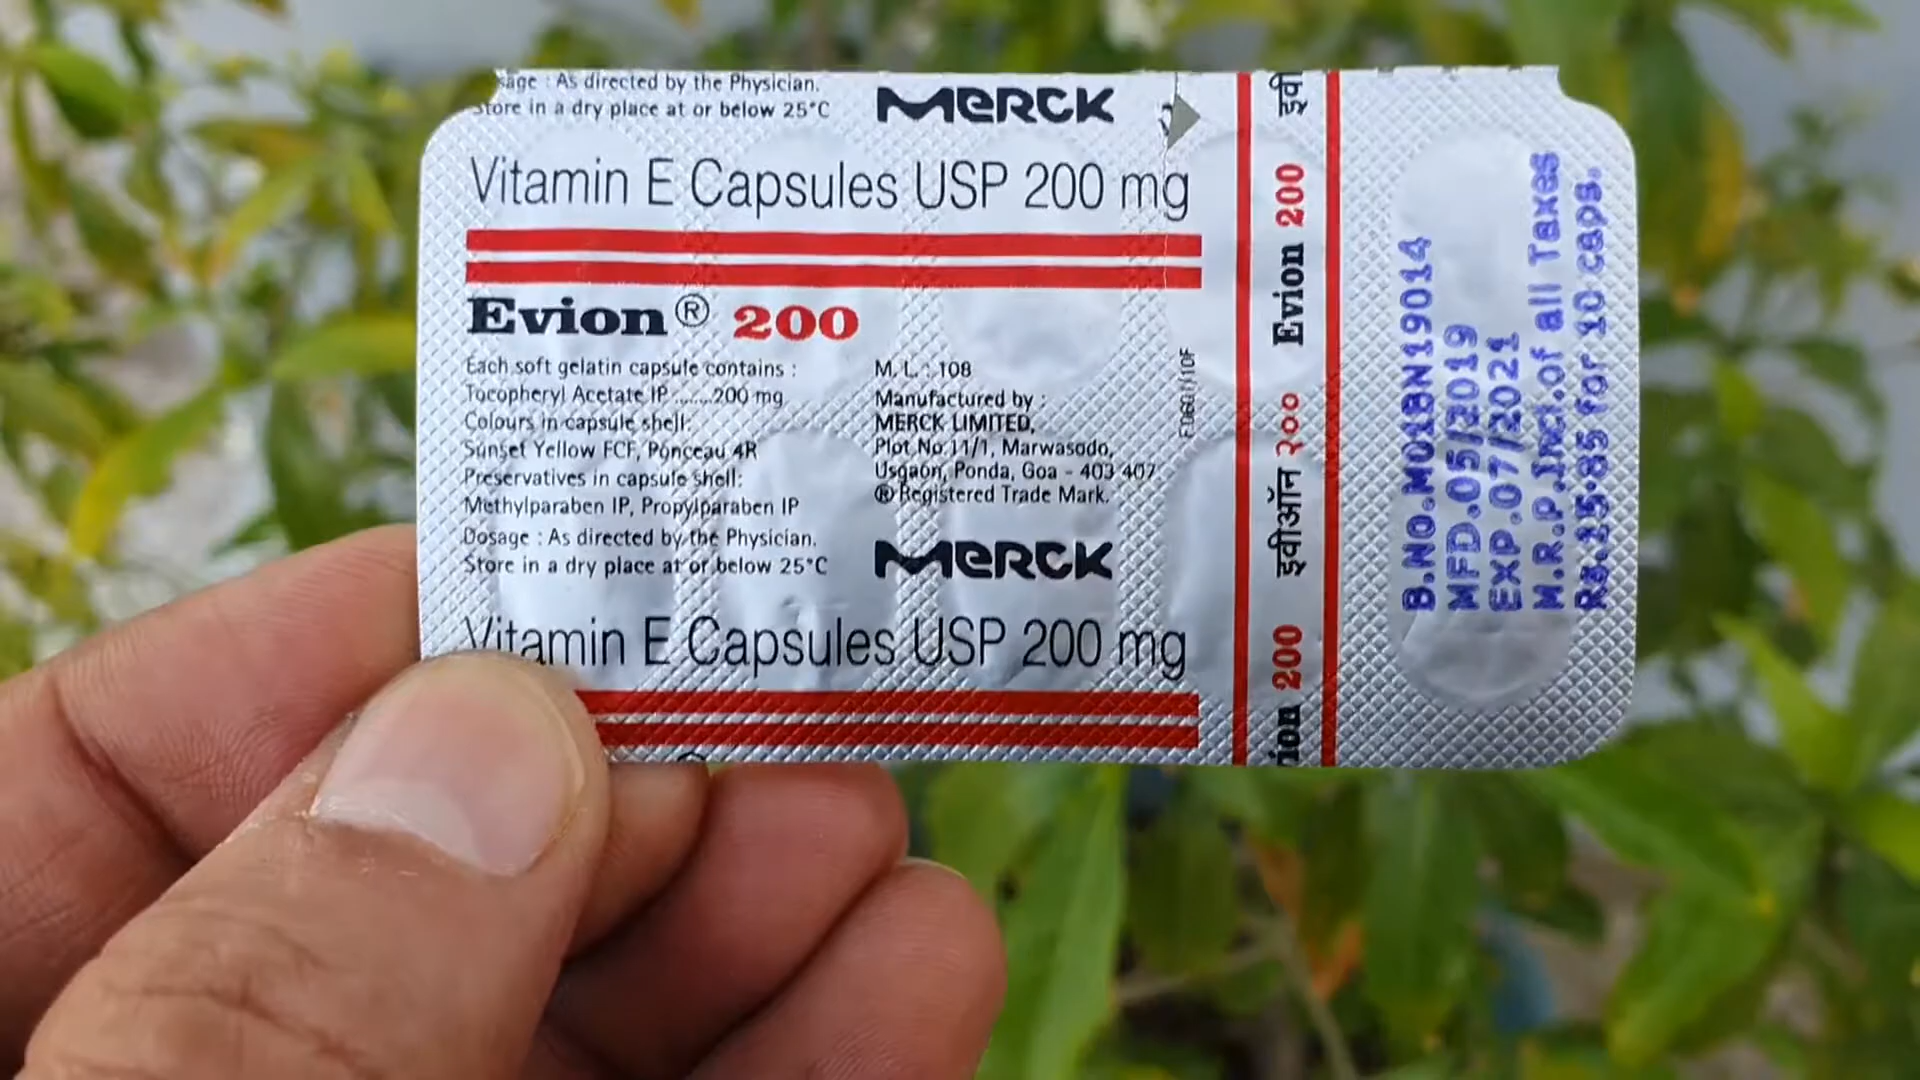 sage : As directed by the Physician.
Store in a dry place at or below 25°C
MERCK
Vitamin E Capsules USP 200 mg
Evion® 200
Each soft gelatin capsule contains :
Tocopheryl Acetate IP ........200 mg
Colours in capsule shell:
Sunset Yellow FCF, Ponceau 4R
Preservatives in capsule shell:
Methylparaben IP, Propylparaben IP
Dosage : As directed by the Physician.
Store in a dry place at or below 25°C
M. L. : 108
Manufactured by :
MERCK LIMITED,
Plot No.11/1, Marwasodo,
Usgaon, Ponda, Goa - 403 407
® Registered Trade Mark.
MERCK
Vitamin E Capsules USP 200 mg
इवी
Evion 200
इवीऑन २००
vion 200
B.NO.M018N19014
MFD.05/2019
EXP.07/2021
M.R.P.Incl.of all Taxes
Rs.15.85 for 10 caps.